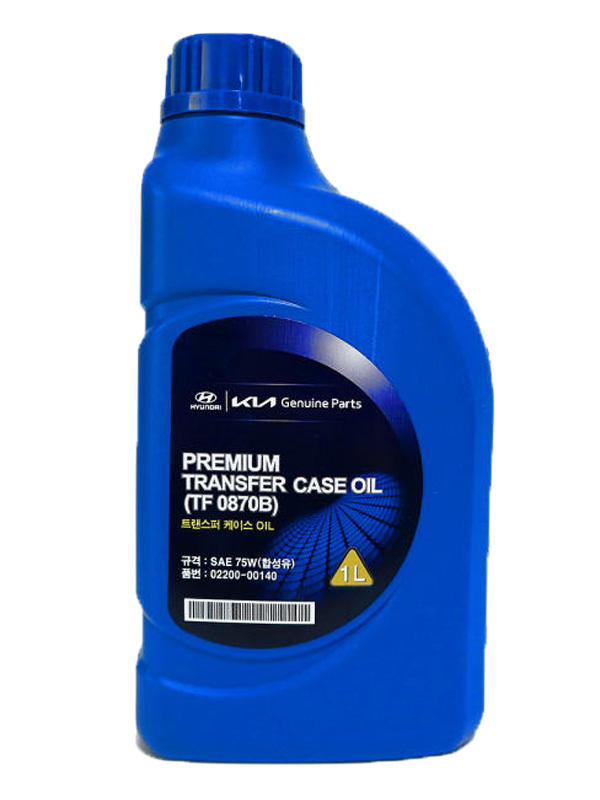 HYUNDAI KIA Genuine Parts
PREMIUM
TRANSFER CASE OIL
(TF 0870B)
트랜스퍼 케이스 OIL
규격 : SAE 75W(합성유)
품번 : 02200-00140
1L